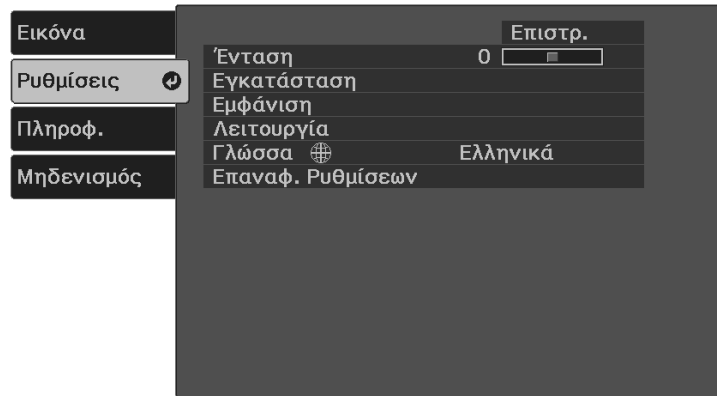 Εικόνα
Ρυθμίσεις
Πληροφ.
Μηδενισμός
Επιστρ.
Ένταση 0
Εγκατάσταση
Εμφάνιση
Λειτουργία
Γλώσσα Ελληνικά
Επαναφ. Ρυθμίσεων